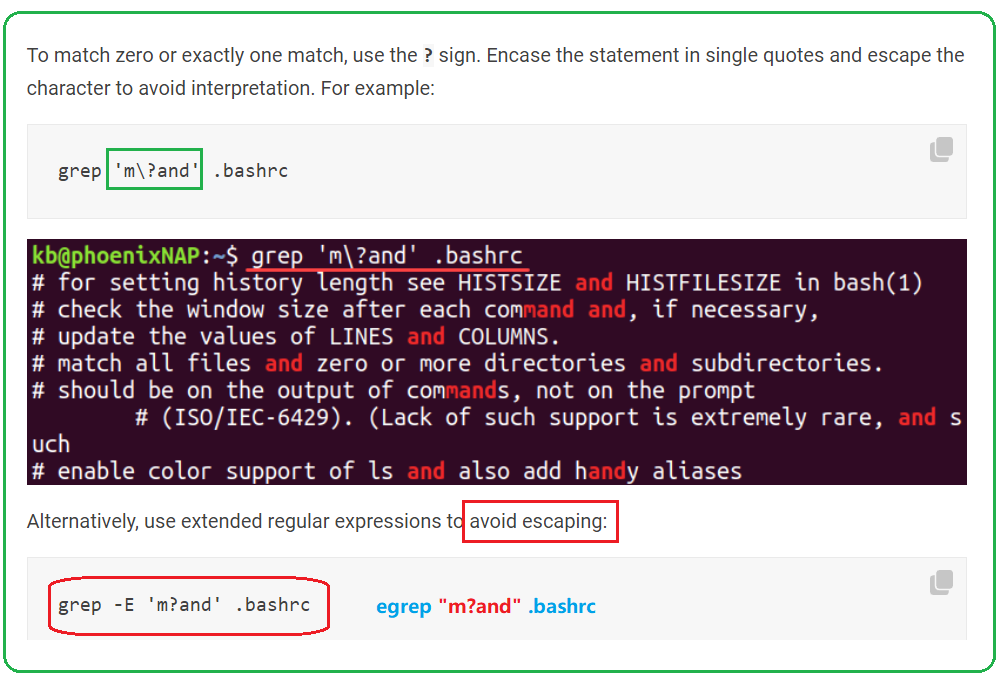 To match zero or exactly one match, use the ? sign. Encase the statement in single quotes and escape the
character to avoid interpretation. For example:
grep 'm\?and' .bashrc
kb@phoenixNAP:~$ grep 'm\?and' .bashrc
# for setting history length see HISTSIZE and HISTFILESIZE in bash(1)
# check the window size after each command and, if necessary,
# update the values of LINES and COLUMNS.
# match all files and zero or more directories and subdirectories.
# should be on the output of commands, not on the prompt
# (ISO/IEC-6429). (Lack of such support is extremely rare, and s
uch
# enable color support of ls and also add handy aliases
Alternatively, use extended regular expressions to avoid escaping:
grep -E 'm?and' .bashrc egrep "m?and" .bashrc